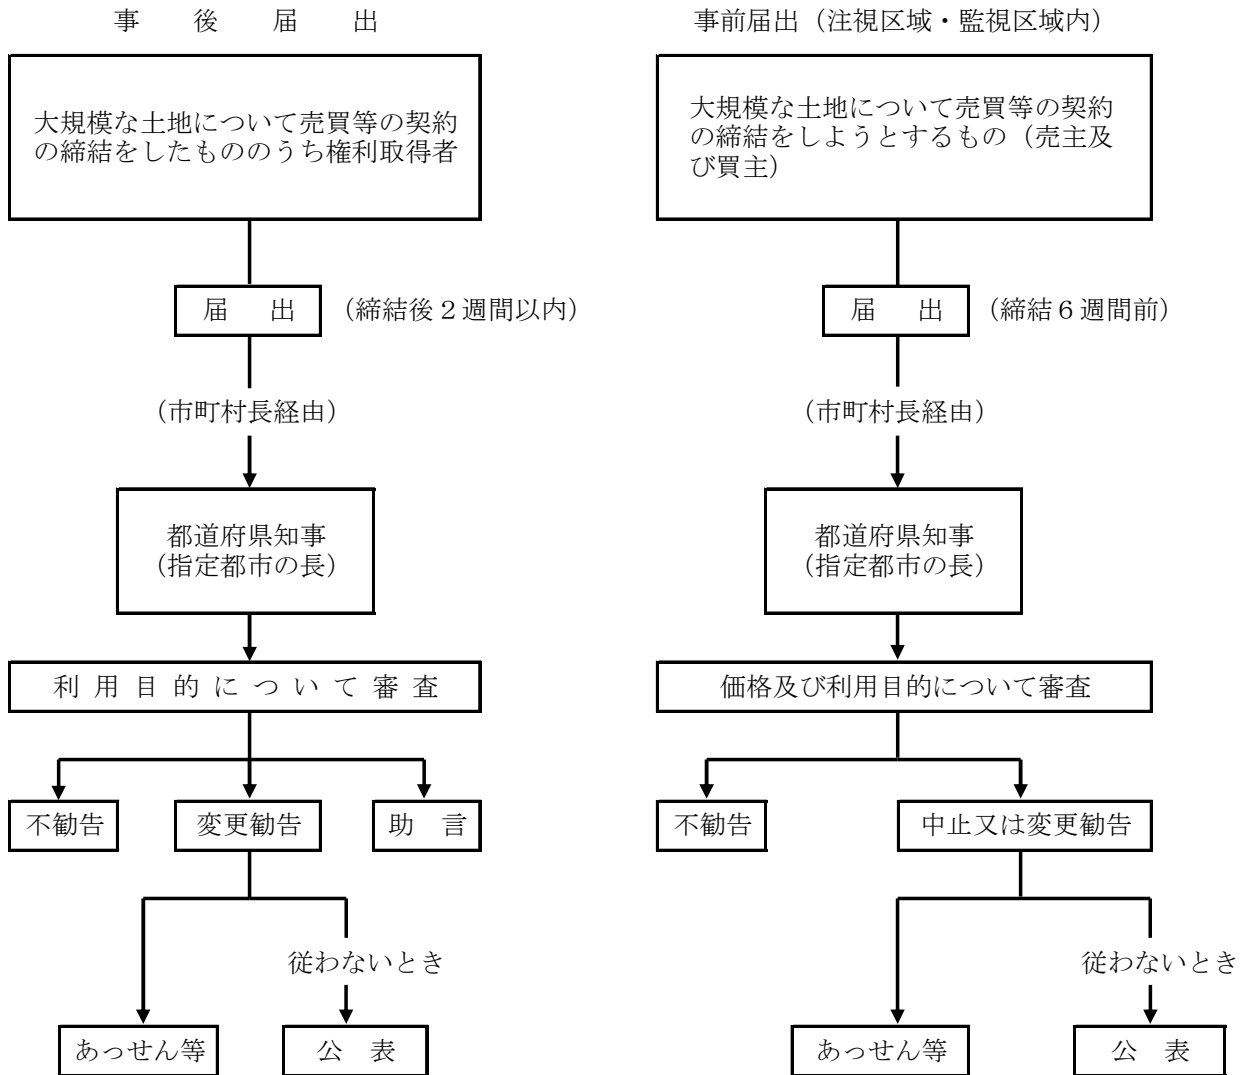 事後届出
大規模な土地について売買等の契約
の締結をしたもののうち権利取得者
届出
（締結後２週間以内）
（市町村長経由）
都道府県知事
（指定都市の長）
利用目的について審査
不勧告
変更勧告
助言
従わないとき
あっせん等
公表
事前届出（注視区域・監視区域内）
大規模な土地について売買等の契約
の締結をしようとするもの（売主及
び買主）
届出
（締結６週間前）
（市町村長経由）
都道府県知事
（指定都市の長）
価格及び利用目的について審査
不勧告
中止又は変更勧告
従わないとき
あっせん等
公表